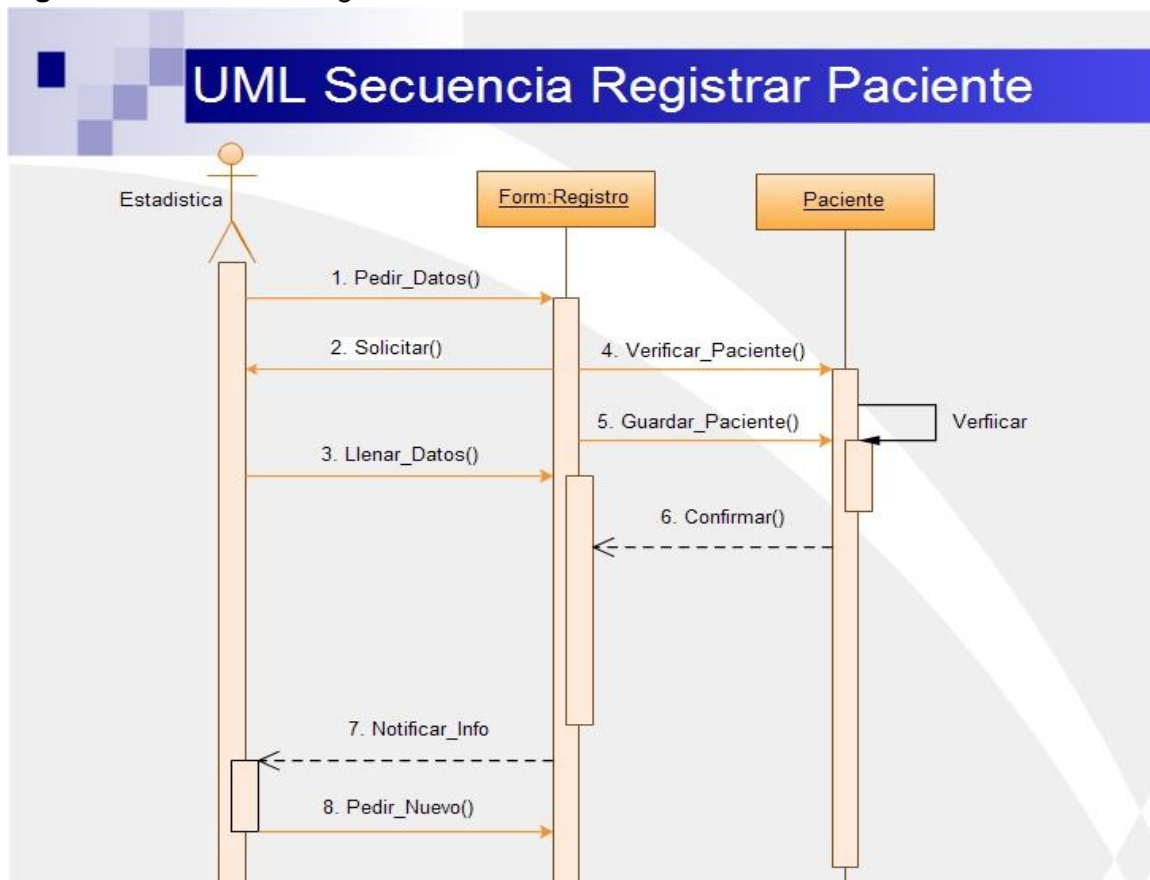 UML Secuencia Registrar Paciente
Estadistica
Form:Registro
Paciente
1. Pedir_Datos()
2. Solicitar()
4. Verificar_Paciente()
5. Guardar_Paciente()
Verfiicar
3. Llenar_Datos()
6. Confirmar()
7. Notificar_Info
8. Pedir_Nuevo()